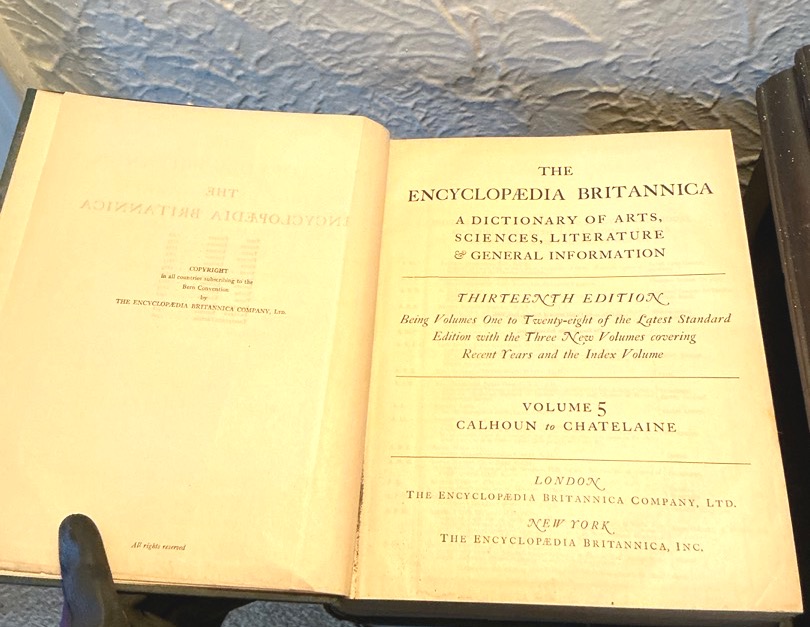 COPYRIGHT
in all countries subscribing to the
Bern Convention
by
THE ENCYCLOPÆDIA BRITANNICA COMPANY, Ltd.
All rights reserved
THE
ENCYCLOPÆDIA BRITANNICA
A DICTIONARY OF ARTS,
SCIENCES, LITERATURE
& GENERAL INFORMATION
THIRTEENTH EDITION
Being Volumes One to Twenty-eight of the Latest Standard
Edition with the Three New Volumes covering
Recent Years and the Index Volume
VOLUME 5
CALHOUN to CHATELAINE
LONDON
THE ENCYCLOPÆDIA BRITANNICA COMPANY, LTD.
NEW YORK
THE ENCYCLOPÆDIA BRITANNICA, INC.